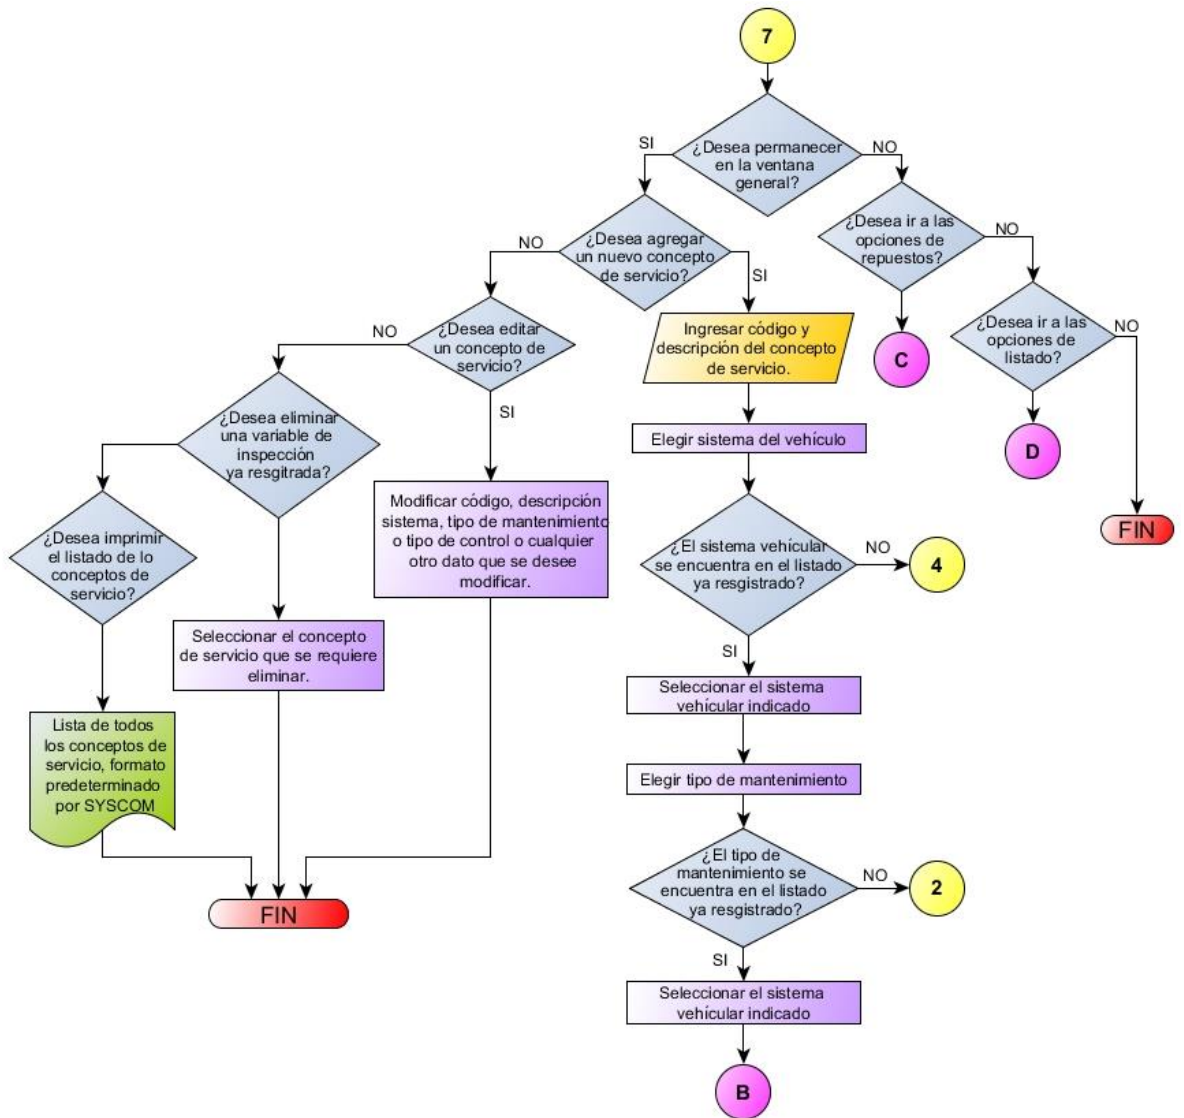 7
¿Desea permanecer
en la ventana
general?
SI
NO
¿Desea agregar
un nuevo concepto
de servicio?
NO
SI
¿Desea ir a las
opciones de
repuestos?
NO
C
¿Desea ir a las
opciones de
listado?
NO
D
FIN
¿Desea editar
un concepto de
servicio?
NO
SI
Ingresar código y
descripción del concepto
de servicio.
Elegir sistema del vehículo
¿Desea eliminar
una variable de
inspección
ya resgitrada?
Modificar código, descripción
sistema, tipo de mantenimento
o tipo de control o cualquier
otro dato que se desee
modificar.
¿Desea imprimir
el listado de lo
conceptos de
servicio?
¿El sistema vehícular
se encuentra en el listado
ya resgistrado?
NO
4
SI
Seleccionar el concepto
de servicio que se requiere
eliminar.
Seleccionar el sistema
vehícular indicado
Lista de todos
los conceptos de
servicio, formato
predeterminado
por SYSCOM
Elegir tipo de mantenimiento
¿El tipo de
mantenimiento se
encuentra en el listado
ya resgistrado?
NO
2
FIN
SI
Seleccionar el sistema
vehícular indicado
B